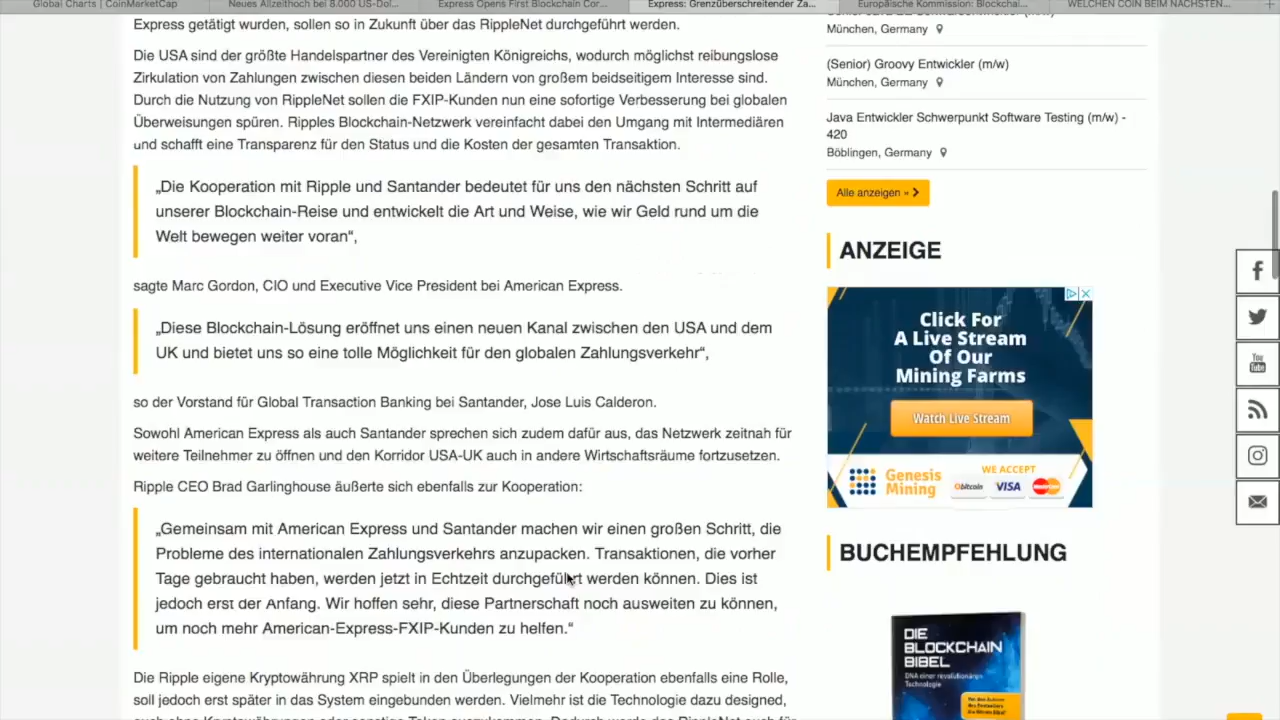 Global Charts | CoinMarketCap
Neues Allzeithoch bei 8.000 US-Dol...
Express Opens First Blockchain Cor...
Express: Grenzüberschreitender Za...
Europäische Kommission: Blockchai...
WELCHEN COIN BEIM NÄCHSTEN...
Express getätigt wurden, sollen so in Zukunft über das RippleNet durchgeführt werden.
Die USA sind der größte Handelspartner des Vereinigten Königreichs, wodurch möglichst reibungslose
Zirkulation von Zahlungen zwischen diesen beiden Ländern von großem beidseitigem Interesse sind.
Durch die Nutzung von RippleNet sollen die FXIP-Kunden nun eine sofortige Verbesserung bei globalen
Überweisungen spüren. Ripples Blockchain-Netzwerk vereinfacht dabei den Umgang mit Intermediären
und schafft eine Transparenz für den Status und die Kosten der gesamten Transaktion.
„Die Kooperation mit Ripple und Santander bedeutet für uns den nächsten Schritt auf
unserer Blockchain-Reise und entwickelt die Art und Weise, wie wir Geld rund um die
Welt bewegen weiter voran“,
sagte Marc Gordon, CIO und Executive Vice President bei American Express.
„Diese Blockchain-Lösung eröffnet uns einen neuen Kanal zwischen den USA und dem
UK und bietet uns so eine tolle Möglichkeit für den globalen Zahlungsverkehr“,
so der Vorstand für Global Transaction Banking bei Santander, Jose Luis Calderon.
Sowohl American Express als auch Santander sprechen sich zudem dafür aus, das Netzwerk zeitnah für
weitere Teilnehmer zu öffnen und den Korridor USA-UK auch in andere Wirtschaftsräume fortzusetzen.
CEO Brad Garlinghouse äußerte sich ebenfalls zur Kooperation:
„Gemeinsam mit American Express und Santander machen wir einen großen Schritt, die
Probleme des internationalen Zahlungsverkehrs anzupacken. Transaktionen, die vorher
Tage gebraucht haben, werden jetzt in Echtzeit durchgeführt werden können. Dies ist
jedoch erst der Anfang. Wir hoffen sehr, diese Partnerschaft noch ausweiten zu können,
um noch mehr American-Express-FXIP-Kunden zu helfen.“
Die Ripple eigene Kryptowährung XRP spielt in den Überlegungen der Kooperation ebenfalls eine Rolle,
soll jedoch erst später ins System eingebunden werden. Vielmehr ist die Technologie dazu designed,
München, Germany
(Senior) Groovy Entwickler (m/w)
München, Germany
Java Entwickler Schwerpunkt Software Testing (m/w) -
420
Böblingen, Germany
Alle anzeigen »
ANZEIGE
Click For
A Live Stream
Of Our
Mining Farms
Watch Live Stream
Genesis
Mining
WE ACCEPT
bitcoin VISA MasterCard
BUCHEMPFEHLUNG
DIE
BLOCKCHAIN
BIBEL
DNA einer revolutionären
Technologie
You
Tube